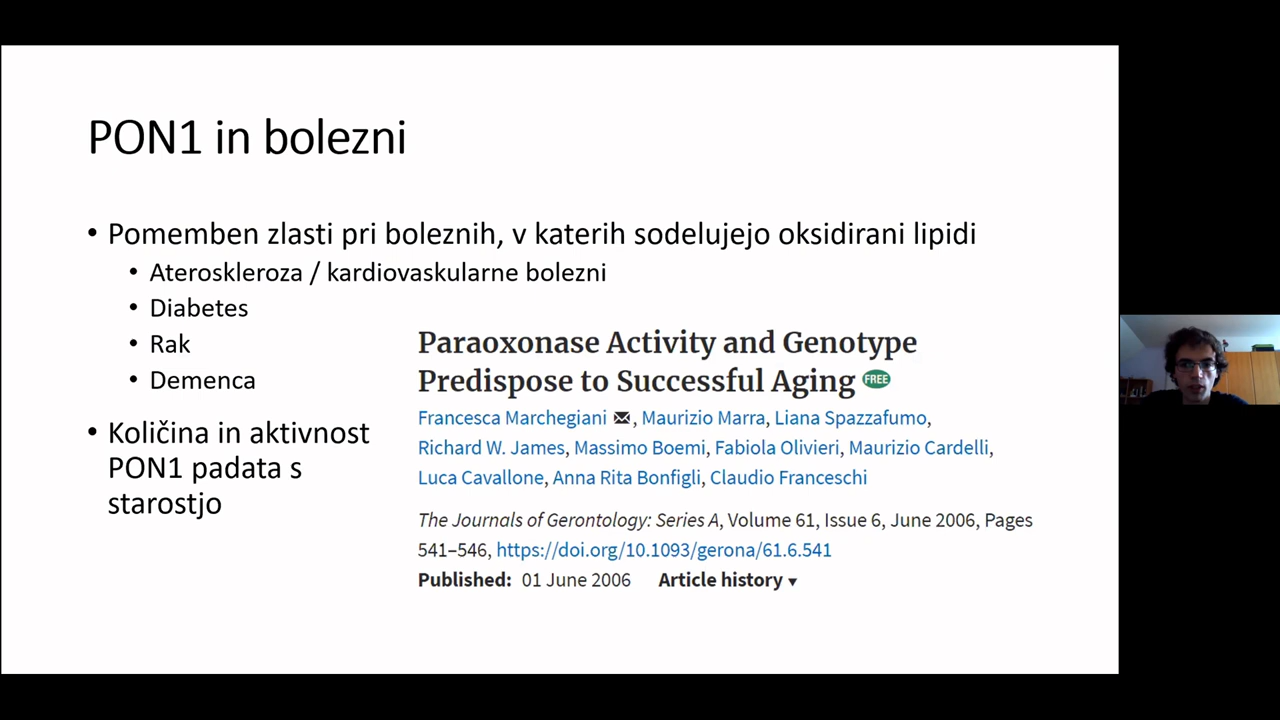 PON1 in bolezni
• Pomemben zlasti pri boleznih, v katerih sodelujejo oksidirani lipidi
• Ateroskleroza / kardiovaskularne bolezni
• Diabetes
• Rak
• Demenca
• Količina in aktivnost
PON1 padata s
starostjo
Paraoxonase Activity and Genotype
Predispose to Successful Aging FREE
Francesca Marchegiani ✉, Maurizio Marra, Liana Spazzafumo,
Richard W. James, Massimo Boemi, Fabiola Olivieri, Maurizio Cardelli,
Luca Cavallone, Anna Rita Bonfigli, Claudio Franceschi
The Journals of Gerontology: Series A, Volume 61, Issue 6, June 2006, Pages
541–546, https://doi.org/10.1093/gerona/61.6.541
Published: 01 June 2006 Article history ▾